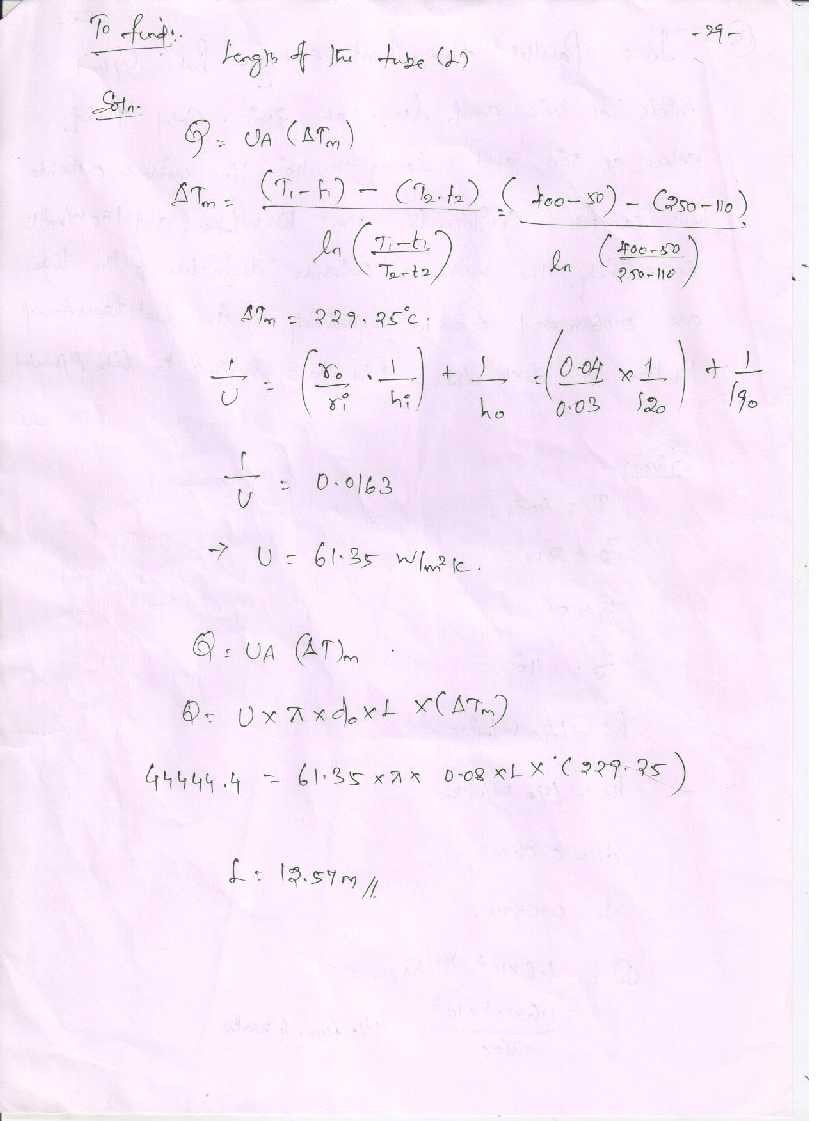 -29-
To find:-
Length of the tube (L)
Soln.
Q = UA (ΔTm)
ΔTm = (T1-t1) - (T2-t2) / ln (T1-t1 / T2-t2) = (400-50) - (250-110) / ln (400-50 / 250-110)
ΔTm = 229.25°C.
1/U = (ro/ri . 1/hi) + 1/ho = (0.04/0.03 × 1/120) + 1/190
1/U = 0.0163
→ U = 61.35 W/m²K.
Q = UA (ΔT)m
Q = U × π × do × L × (ΔTm)
44444.4 = 61.35 × π × 0.08 × L × (229.25)
L = 12.57m //